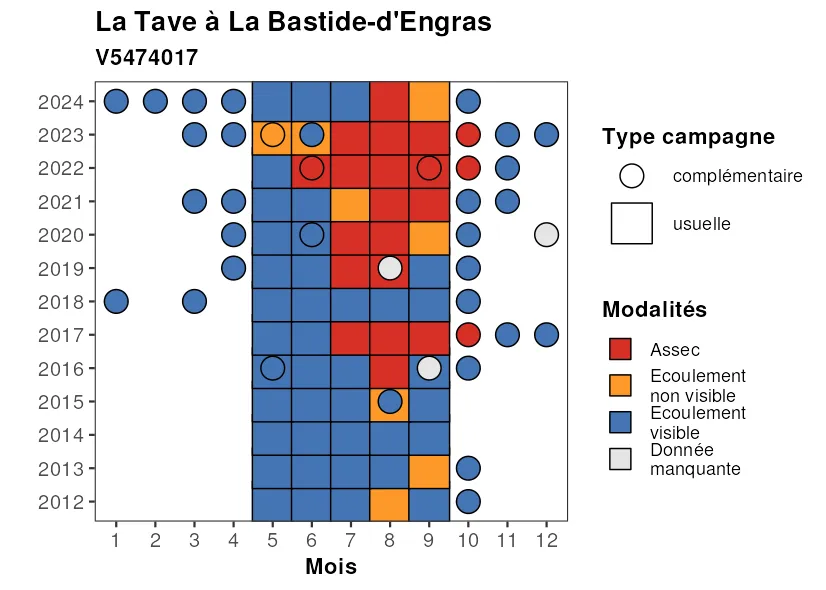 La Tave à La Bastide-d'Engras
V5474017
2024
2023
2022
2021
2020
2019
2018
2017
2016
2015
2014
2013
2012
1 2 3 4 5 6 7 8 9 10 11 12
Mois
Type campagne
complémentaire
usuelle
Modalités
Assec
Ecoulement
non visible
Ecoulement
visible
Donnée
manquante